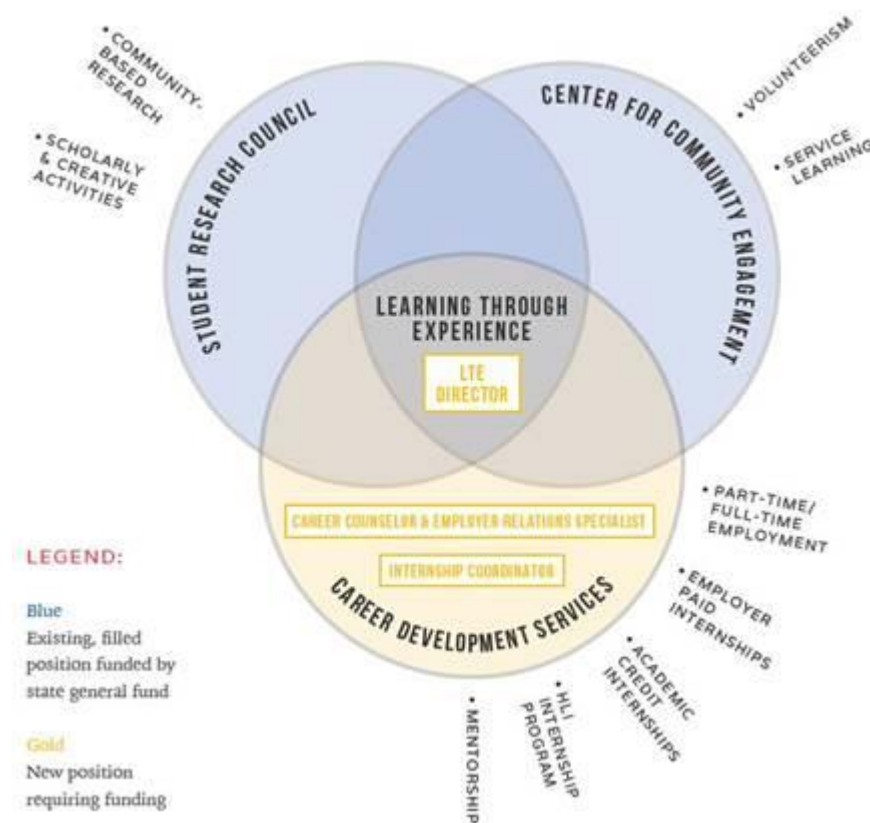 • COMMUNITY-
BASED
RESEARCH
• SCHOLARLY
& CREATIVE
ACTIVITIES
STUDENT RESEARCH COUNCIL
CENTER FOR COMMUNITY ENGAGEMENT
• VOLUNTEERISM
• SERVICE
LEARNING
LEARNING THROUGH
EXPERIENCE
LTE
DIRECTOR
CAREER COUNSELOR & EMPLOYER RELATIONS SPECIALIST
INTERNSHIP COORDINATOR
CAREER DEVELOPMENT SERVICES
• PART-TIME/
FULL-TIME
EMPLOYMENT
• EMPLOYER
PAID
INTERNSHIPS
• ACADEMIC
CREDIT
INTERNSHIPS
• HLI
INTERNSHIP
PROGRAM
• MENTORSHIP
LEGEND:
Blue
Existing, filled
position funded by
state general fund
Gold
New position
requiring funding